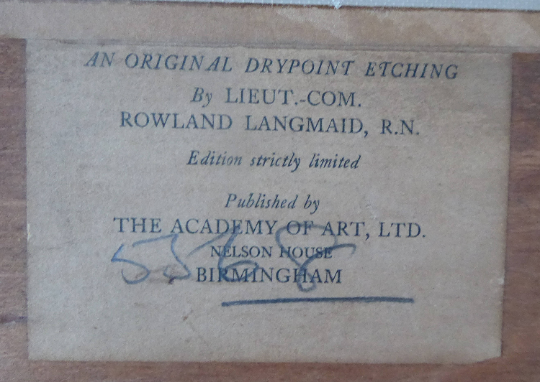 AN ORIGINAL DRYPOINT ETCHING
By LIEUT.-COM.
ROWLAND LANGMAID, R.N.
Edition strictly limited
Published by
THE ACADEMY OF ART, LTD.
NELSON HOUSE
BIRMINGHAM
5568